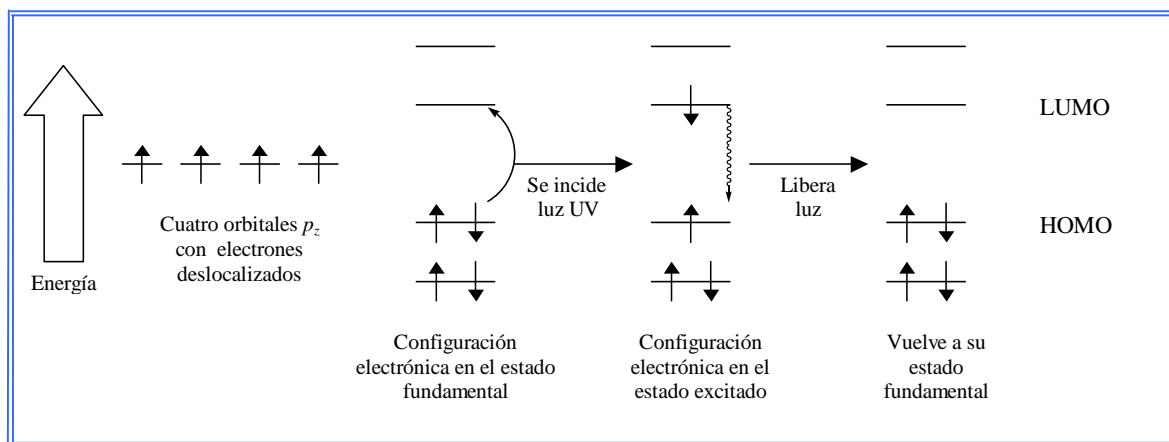 Energía
Cuatro orbitales pz
con electrones
deslocalizados
Configuración
electrónica en el estado
fundamental
Se incide
luz UV
Configuración
electrónica en el
estado excitado
Libera
luz
Vuelve a su
estado
fundamental
LUMO
HOMO